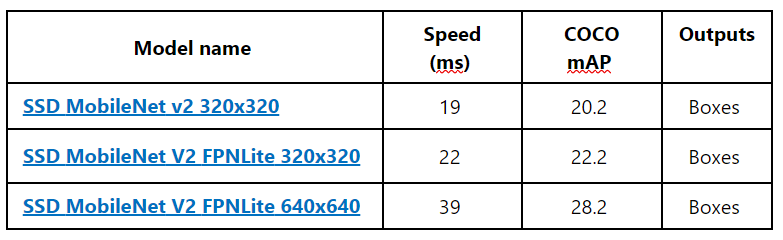 Model name Speed (ms) COCO mAP Outputs
SSD MobileNet v2 320x320 19 20.2 Boxes
SSD MobileNet V2 FPNLite 320x320 22 22.2 Boxes
SSD MobileNet V2 FPNLite 640x640 39 28.2 Boxes